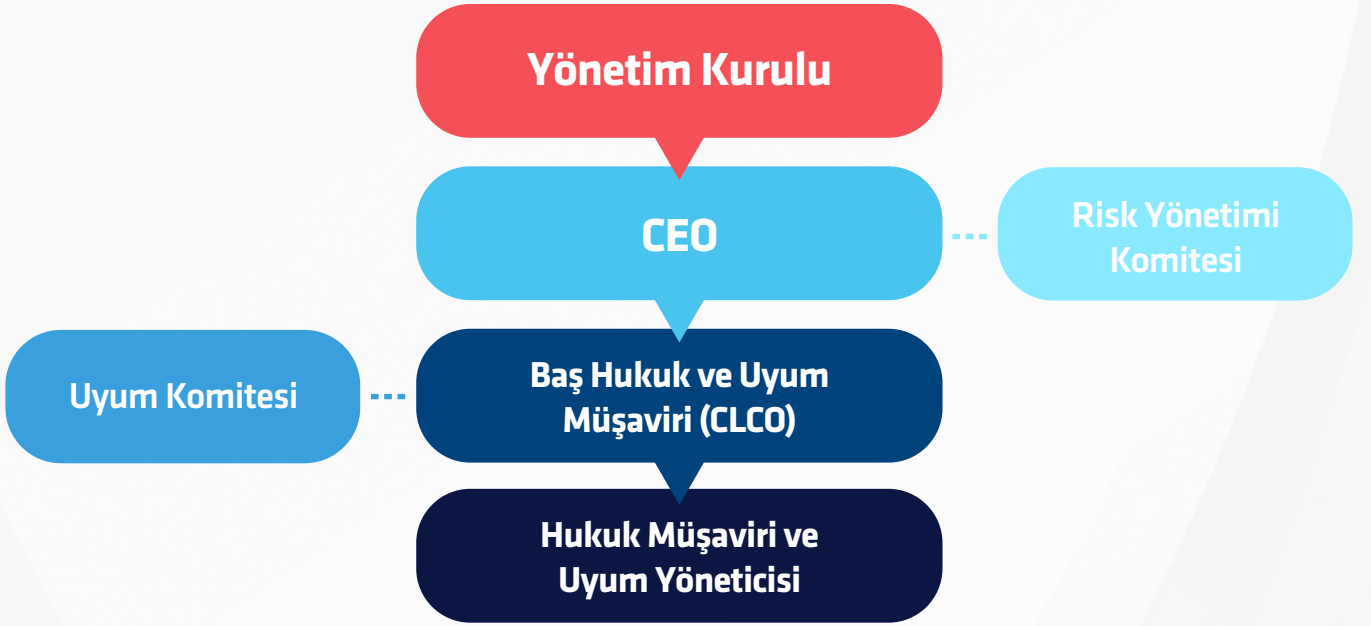 Yönetim Kurulu
CEO
Risk Yönetimi
Komitesi
Uyum Komitesi
Baş Hukuk ve Uyum
Müşaviri (CLCO)
Hukuk Müşaviri ve
Uyum Yöneticisi